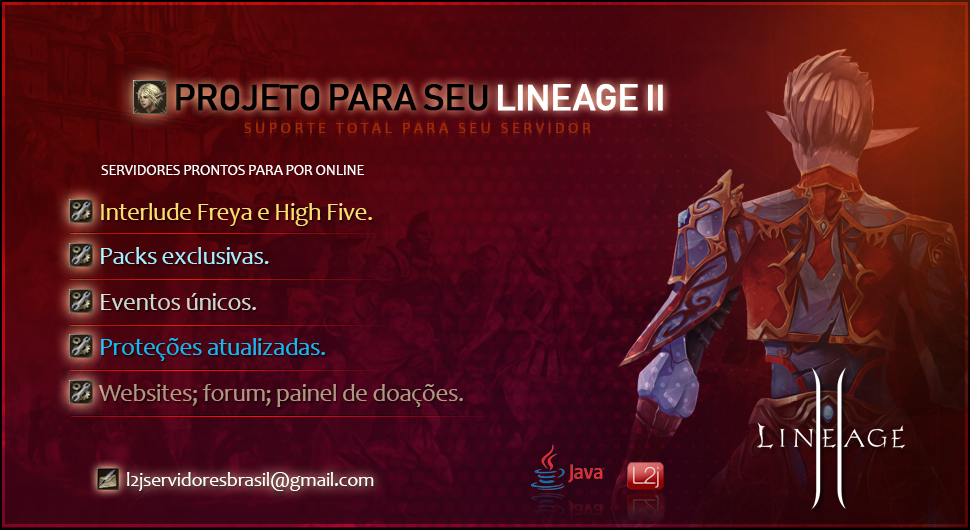 PROJETO PARA SEU LINEAGE II
SUPORTE TOTAL PARA SEU SERVIDOR
SERVIDORES PRONTOS PARA POR ONLINE
Interlude Freya e High Five.
Packs exclusivas.
Eventos únicos.
Proteções atualizadas.
Websites; forum; painel de doações.
l2jservidoresbrasil@gmail.com
Java
L2j
II
LINEAGE